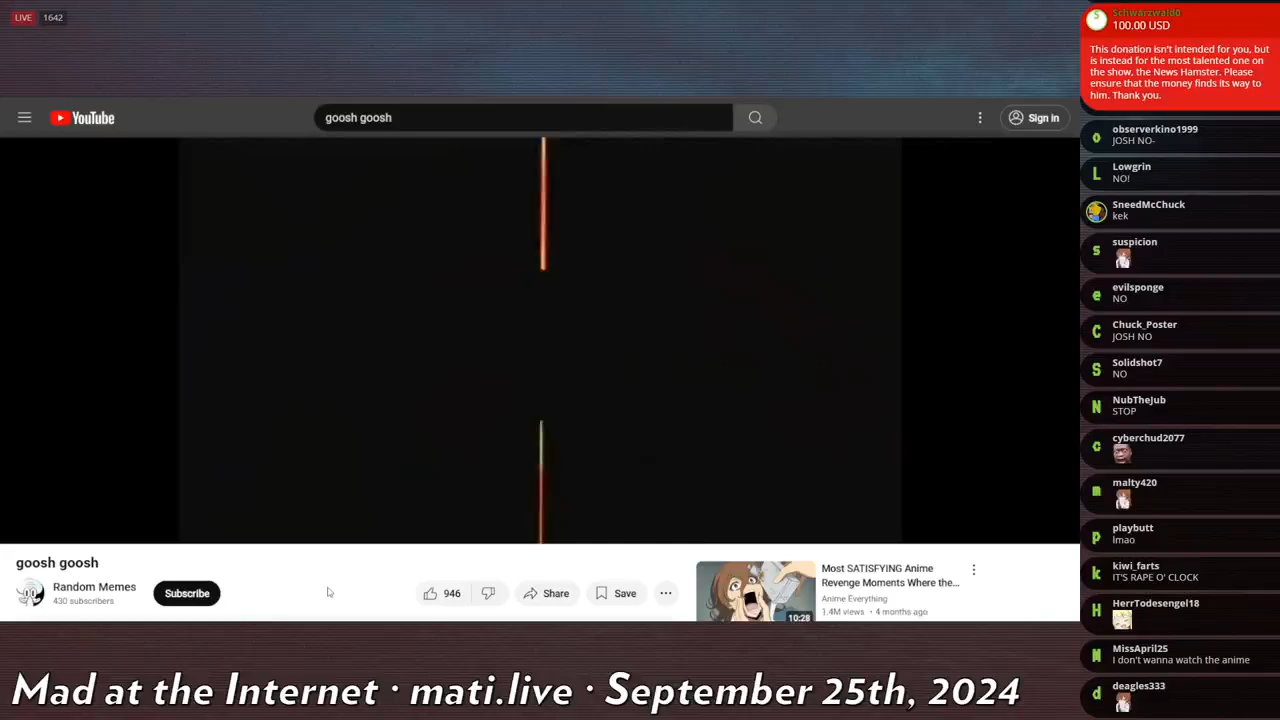 LIVE 1642
YouTube
goosh goosh
Sign in
goosh goosh
Random Memes
430 subscribers
Subscribe
946
Share
Save
Most SATISFYING Anime
Revenge Moments Where the...
Anime Everything
1.4M views • 4 months ago
10:28
Mad at the Internet · mati.live · September 25th, 2024
S
Schwarzwald0
100.00 USD
This donation isn't intended for you, but
is instead for the most talented one on
the show, the News Hamster. Please
ensure that the money finds its way to
him. Thank you.
o
observerkino1999
JOSH NO-
L
Lowgrin
NO!
SneedMcChuck
kek
s
suspicion
e
evilsponge
NO
C
Chuck_Poster
JOSH NO
S
Solidshot7
NO
N
NubTheJub
STOP
c
cyberchud2077
m
malty420
p
playbutt
lmao
k
kiwi_farts
IT'S RAPE O' CLOCK
H
HerrTodesengel18
M
MissApril25
I don't wanna watch the anime
d
deagles333